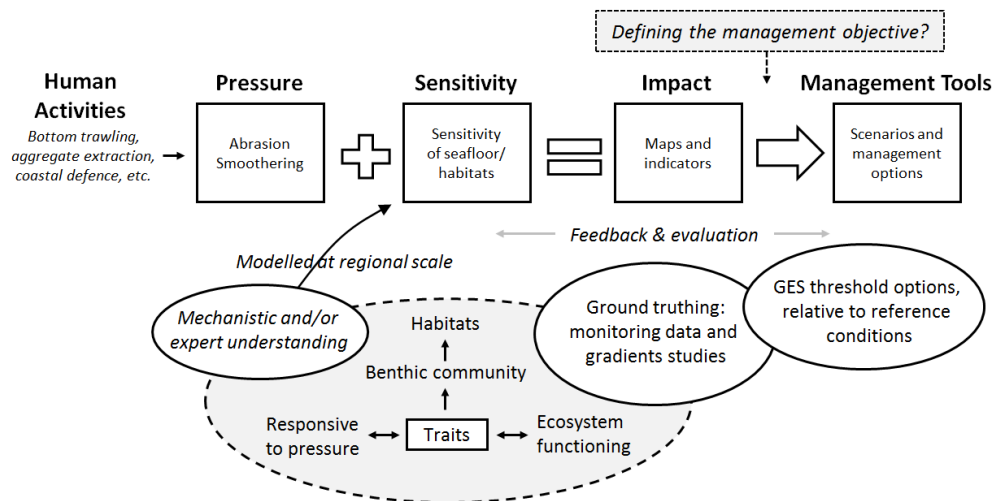 Defining the management objective?
Human
Activities
Bottom trawling,
aggregate extraction,
coastal defence, etc.
Pressure
Abrasion
Smoothering
Sensitivity
Sensitivity
of seafloor/
habitats
Impact
Maps and
indicators
Management Tools
Scenarios and
management
options
Feedback & evaluation
Modelled at regional scale
Mechanistic and/or
expert understanding
Habitats
Benthic community
Responsive
to pressure
Traits
Ecosystem
functioning
Ground truthing:
monitoring data and
gradients studies
GES threshold options,
relative to reference
conditions